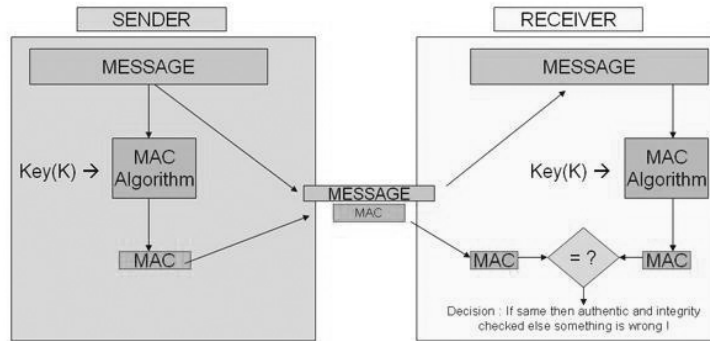 SENDER
MESSAGE
Key(K) →
MAC
Algorithm
MAC
MESSAGE
MAC
RECEIVER
MESSAGE
Key(K) →
MAC
Algorithm
MAC
= ?
MAC
Decision : If same then authentic and integrity
checked else something is wrong !